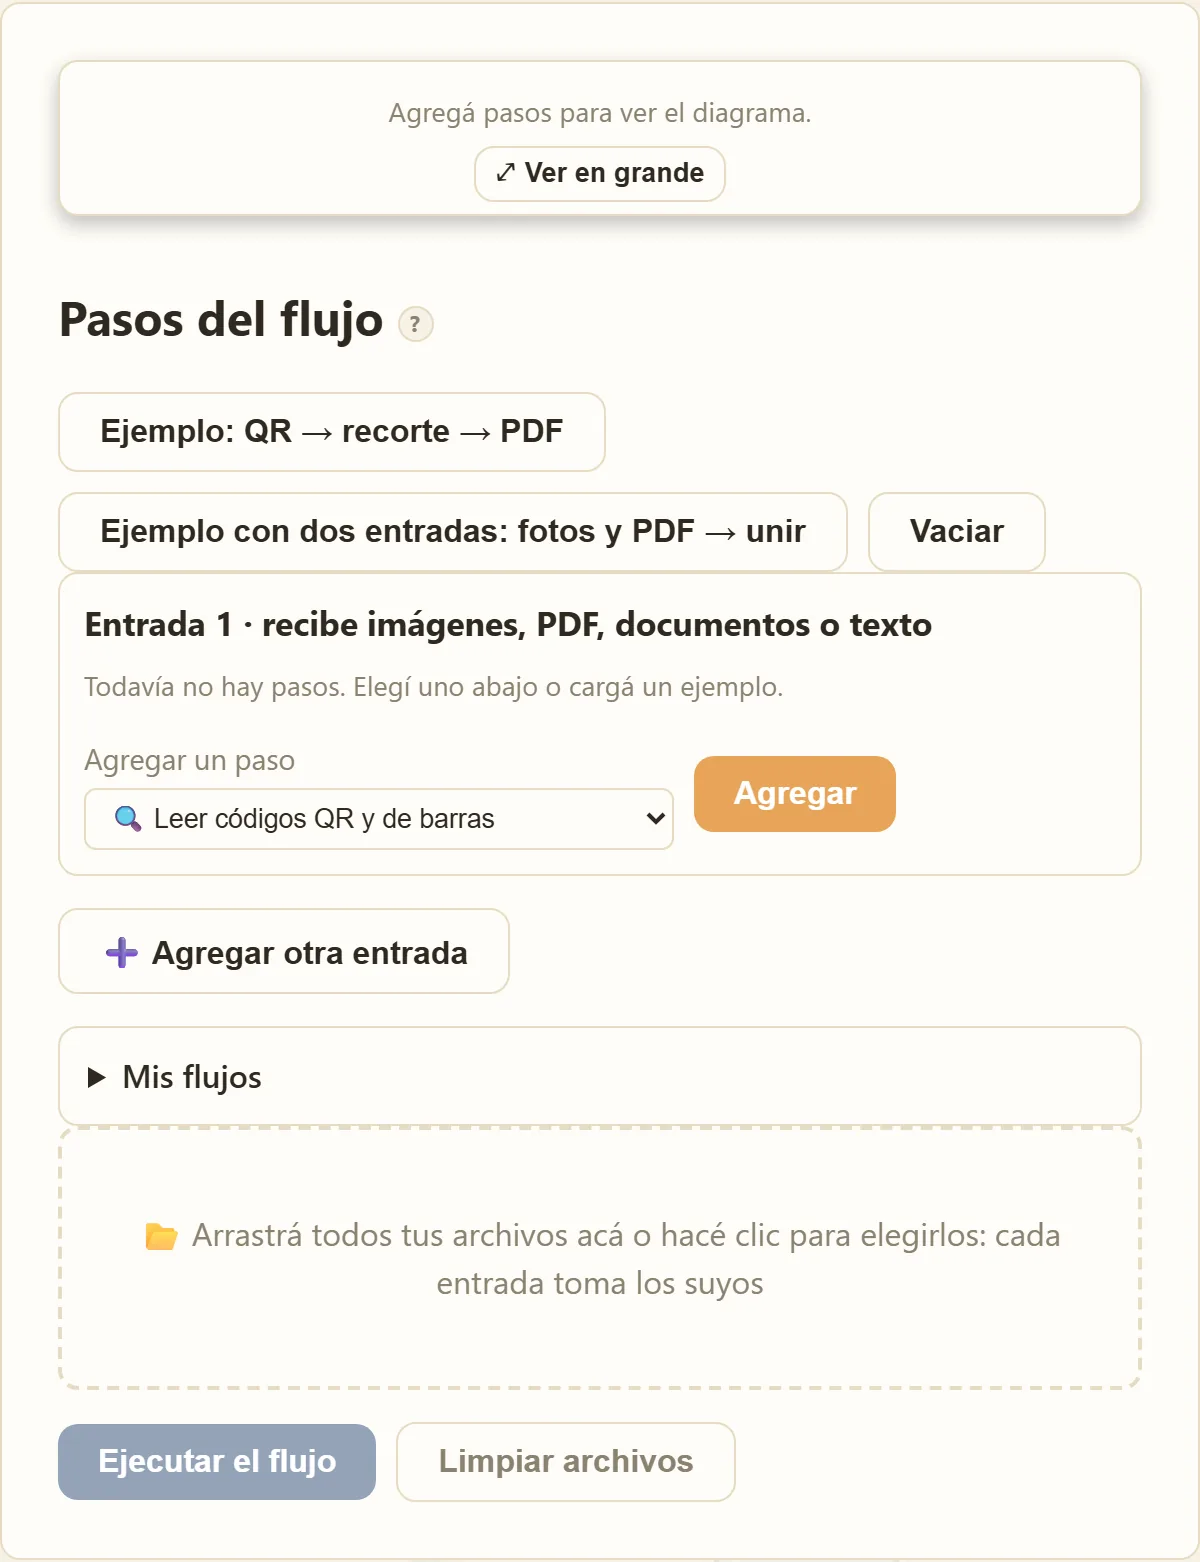 Agregá pasos para ver el diagrama.
⤢ Ver en grande
Pasos del flujo ?
Ejemplo: QR → recorte → PDF
Ejemplo con dos entradas: fotos y PDF → unir
Vaciar
Entrada 1 · recibe imágenes, PDF, documentos o texto
Todavía no hay pasos. Elegí uno abajo o cargá un ejemplo.
Agregar un paso
🔍 Leer códigos QR y de barras
Agregar
➕ Agregar otra entrada
▶ Mis flujos
📂 Arrastrá todos tus archivos acá o hacé clic para elegirlos: cada
entrada toma los suyos
Ejecutar el flujo
Limpiar archivos